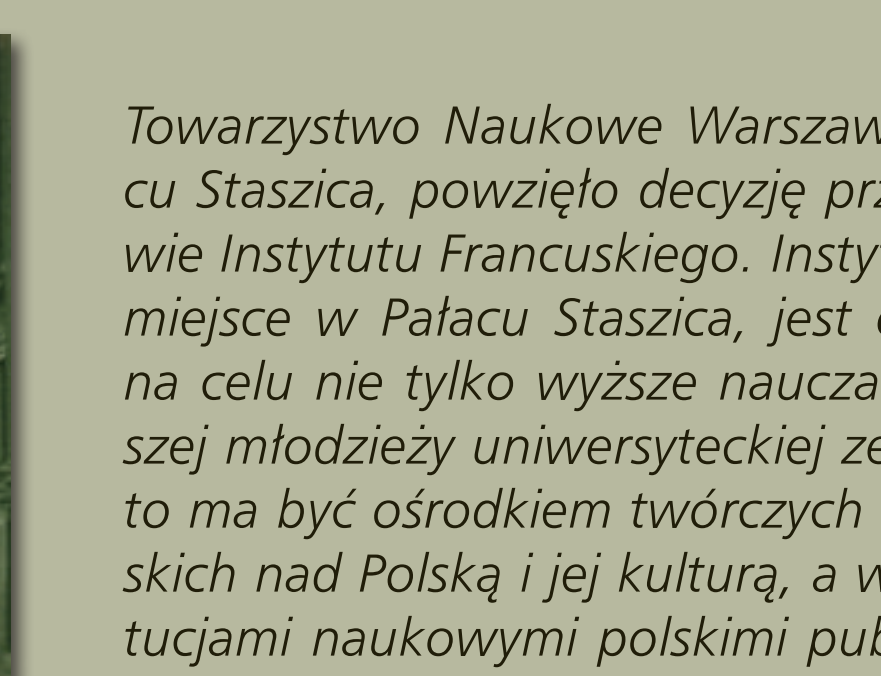 Towarzystwo Naukowe Warszaw
cu Staszica, powzięło decyzję prz
wie Instytutu Francuskiego. Insty
miejsce w Pałacu Staszica, jest
na celu nie tylko wyższe naucza
szej młodzieży uniwersyteckiej ze
to ma być ośrodkiem twórczych
skich nad Polską i jej kulturą, a w
tucjami naukowymi polskimi pub